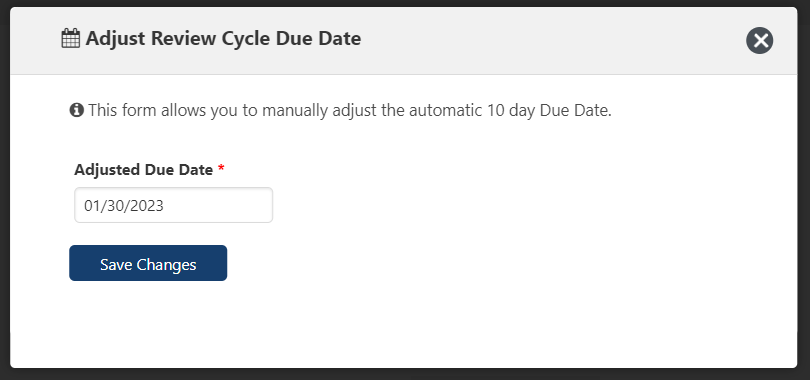 Adjust Review Cycle Due Date
This form allows you to manually adjust the automatic 10 day Due Date.
Adjusted Due Date *
01/30/2023
Save Changes